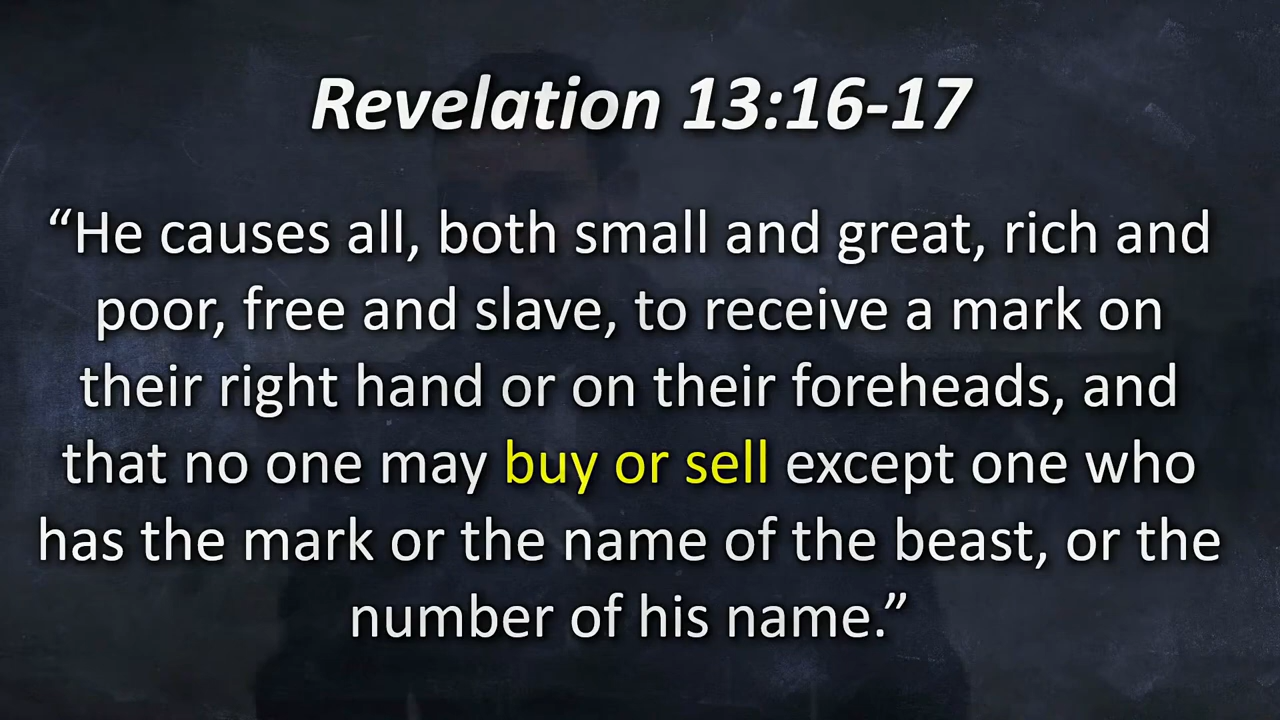 Revelation 13:16-17
“He causes all, both small and great, rich and
poor, free and slave, to receive a mark on
their right hand or on their foreheads, and
that no one may buy or sell except one who
has the mark or the name of the beast, or the
number of his name.”